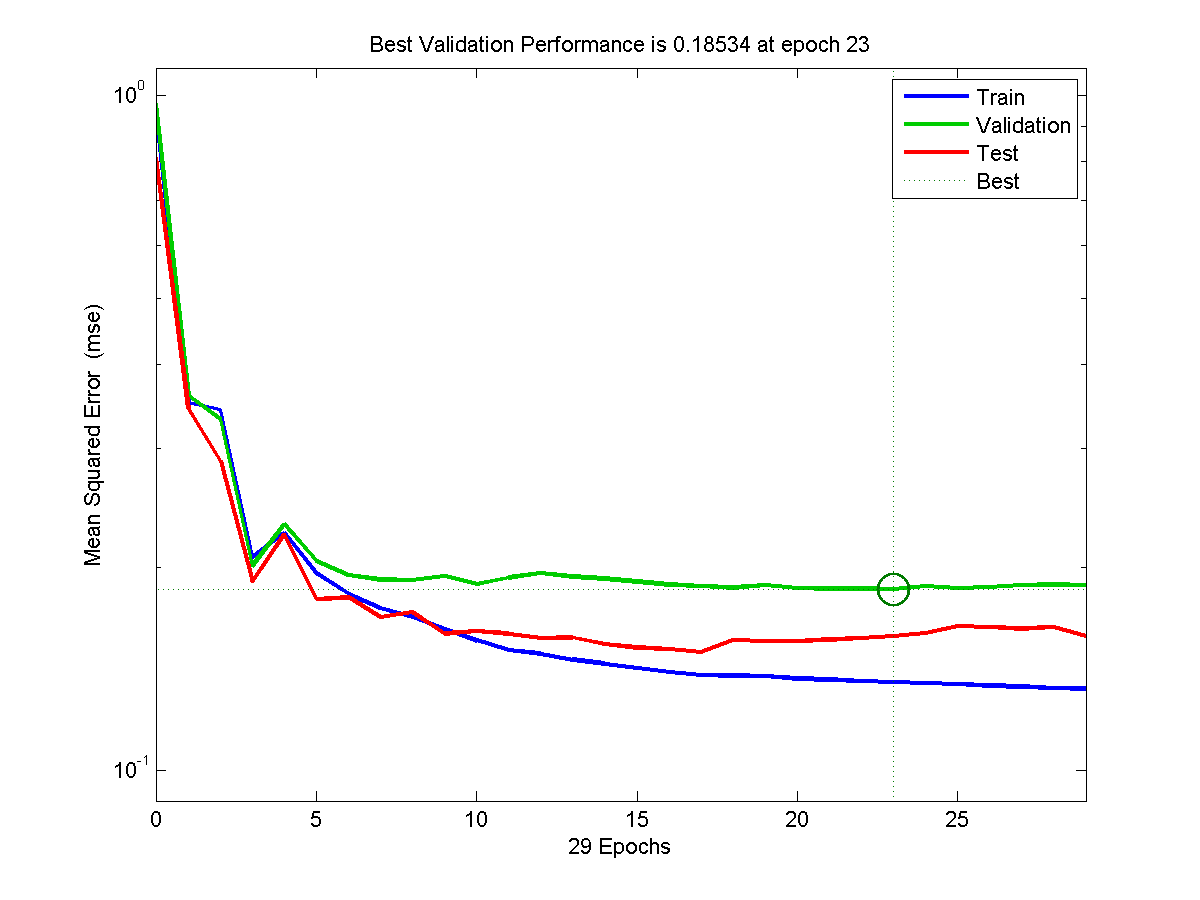 Best Validation Performance is 0.18534 at epoch 23
10^0
Train
Validation
Test
Best
Mean Squared Error (mse)
10^-1
0 5 10 15 20 25
29 Epochs